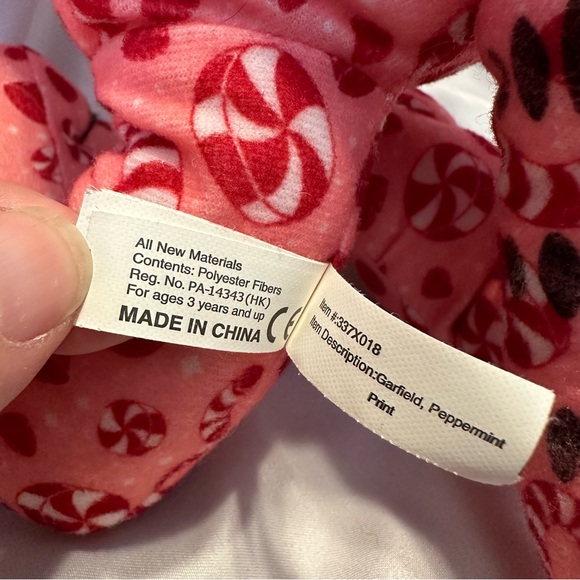 All New Materials
Contents: Polyester Fibers
Reg. No. PA-14343(HK)
For ages 3 years and up
MADE IN CHINA CE
Item #:337X018
Item Description:Garfield, Peppermint
Print